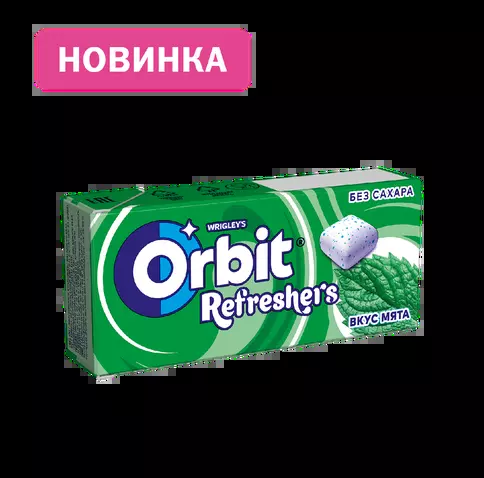 НОВИНКА
БЕЗ САХАРА
WRIGLEY'S
Orbit®
Refreshers
ВКУС МЯТА